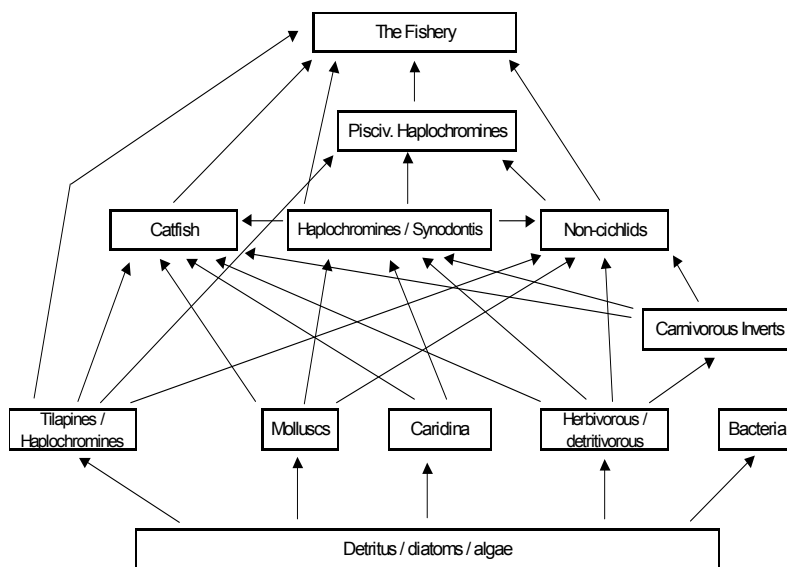 The Fishery
Pisciv. Haplochromines
Catfish
Haplochromines / Synodontis
Non-cichlids
Carnivorous Inverts
Tilapines /
Haplochromines
Molluscs
Caridina
Herbivorous /
detritivorous
Bacteria
Detritus / diatoms / algae